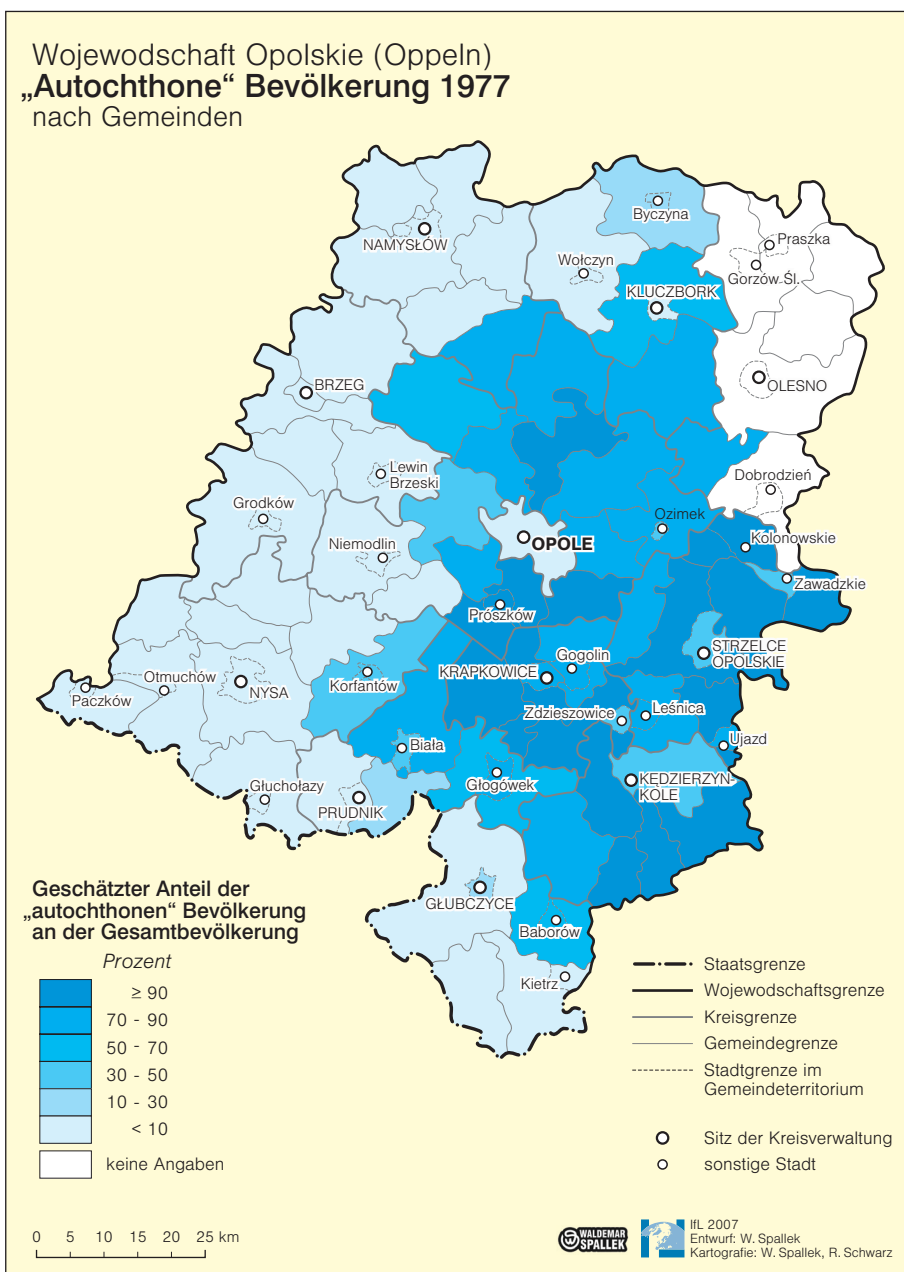 Wojewodschaft Opolskie (Oppeln)
„Autochthone“ Bevölkerung 1977
nach Gemeinden
Byczyna
Praszka
NAMYSŁÓW
Wołczyn
Gorzów Śl.
KLUCZBORK
BRZEG
OLESNO
Lewin
Brzeski
Dobrodzień
Grodków
Ozimek
Niemodlin
OPOLE
Kolonowskie
Zawadzkie
Prószków
STRZELCE
OPOLSKIE
Gogolin
KRAPKOWICE
Otmuchów
Korfantów
NYSA
Paczków
Zdzieszowice
Leśnica
Biała
Ujazd
Głuchołazy
Głogówek
KĘDZIERZYN-
KOLE
PRUDNIK
GŁUBCZYCE
Baborów
Kietrz
Geschätzter Anteil der
„autochthonen“ Bevölkerung
an der Gesamtbevölkerung
Prozent
≥ 90
70 - 90
50 - 70
30 - 50
10 - 30
< 10
keine Angaben
Staatsgrenze
Wojewodschaftsgrenze
Kreisgrenze
Gemeindegrenze
Stadtgrenze im
Gemeindeterritorium
Sitz der Kreisverwaltung
sonstige Stadt
0 5 10 15 20 25 km
WALDEMAR
SPALLEK
IfL 2007
Entwurf: W. Spallek
Kartografie: W. Spallek, R. Schwarz